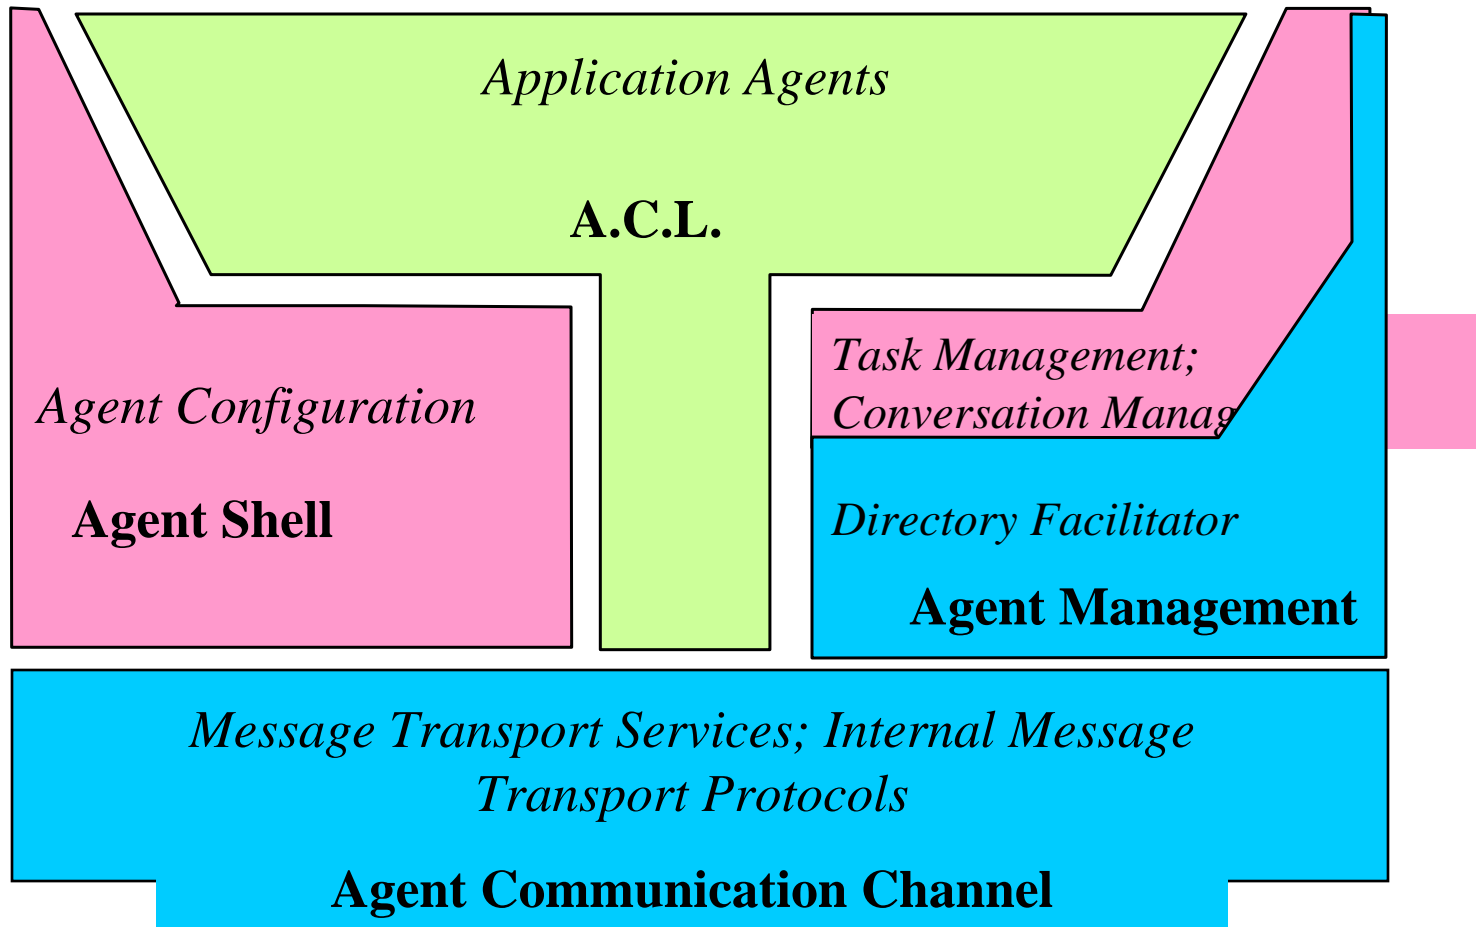 Application Agents
A.C.L.
Agent Configuration
Agent Shell
Task Management;
Conversation Manag
Directory Facilitator
Agent Management
Message Transport Services; Internal Message
Transport Protocols
Agent Communication Channel